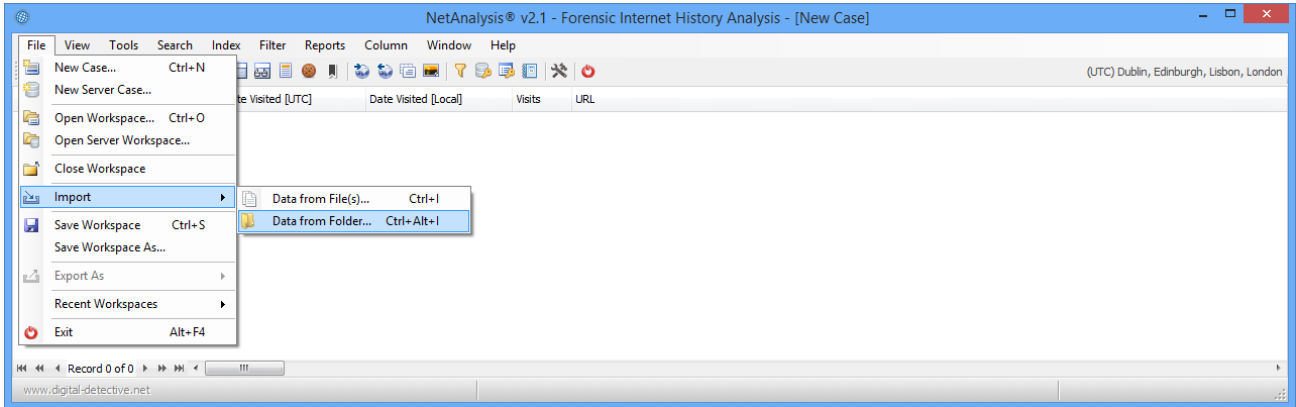 NetAnalysis® v2.1 - Forensic Internet History Analysis - [New Case]
File View Tools Search Index Filter Reports Column Window Help
(UTC) Dublin, Edinburgh, Lisbon, London
te Visited [UTC] Date Visited [Local] Visits URL
New Case... Ctrl+N
New Server Case...
Open Workspace... Ctrl+O
Open Server Workspace...
Close Workspace
Import
Data from File(s)... Ctrl+I
Data from Folder... Ctrl+Alt+I
Save Workspace Ctrl+S
Save Workspace As...
Export As
Recent Workspaces
Exit Alt+F4
Record 0 of 0
www.digital-detective.net